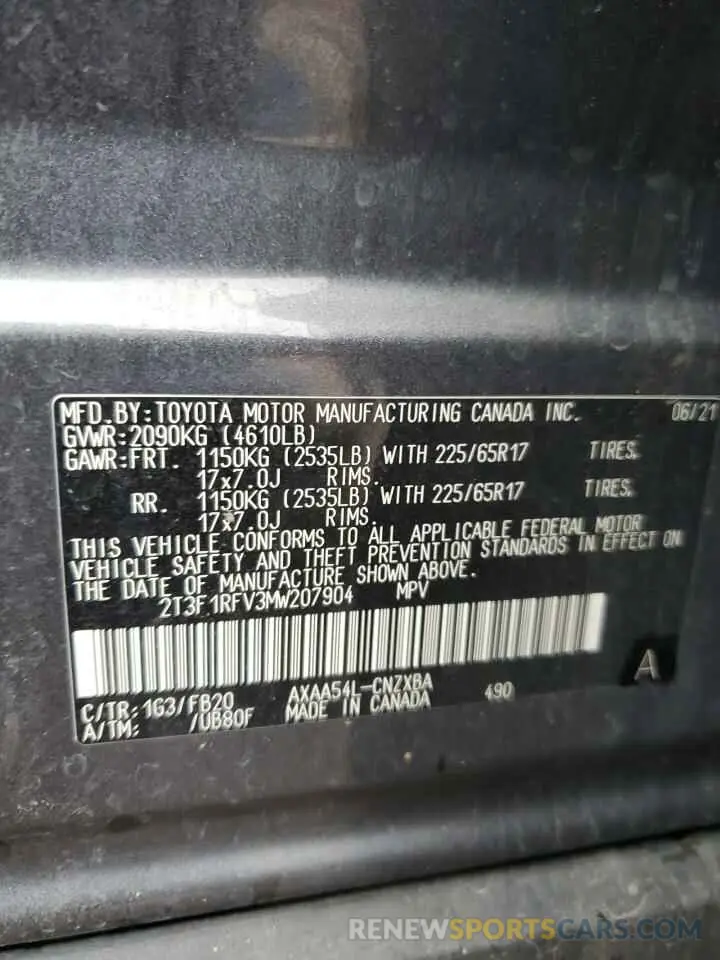 MFD.BY:TOYOTA MOTOR MANUFACTURING CANADA INC. 06/21
GVWR:2090KG (4610LB)
GAWR:FRT. 1150KG (2535LB) WITH 225/65R17 TIRES,
17x7.0J RIMS.
RR. 1150KG (2535LB) WITH 225/65R17 TIRES,
17x7.0J RIMS.
THIS VEHICLE CONFORMS TO ALL APPLICABLE FEDERAL MOTOR
VEHICLE SAFETY AND THEFT PREVENTION STANDARDS IN EFFECT ON
THE DATE OF MANUFACTURE SHOWN ABOVE.
2T3F1RFV3MW207904 MPV
A
C/TR:1G3/FB20 AXAA54L-CNZXBA 490
A/TM: /UB80F MADE IN CANADA
RENEWSPORTSCARS.COM